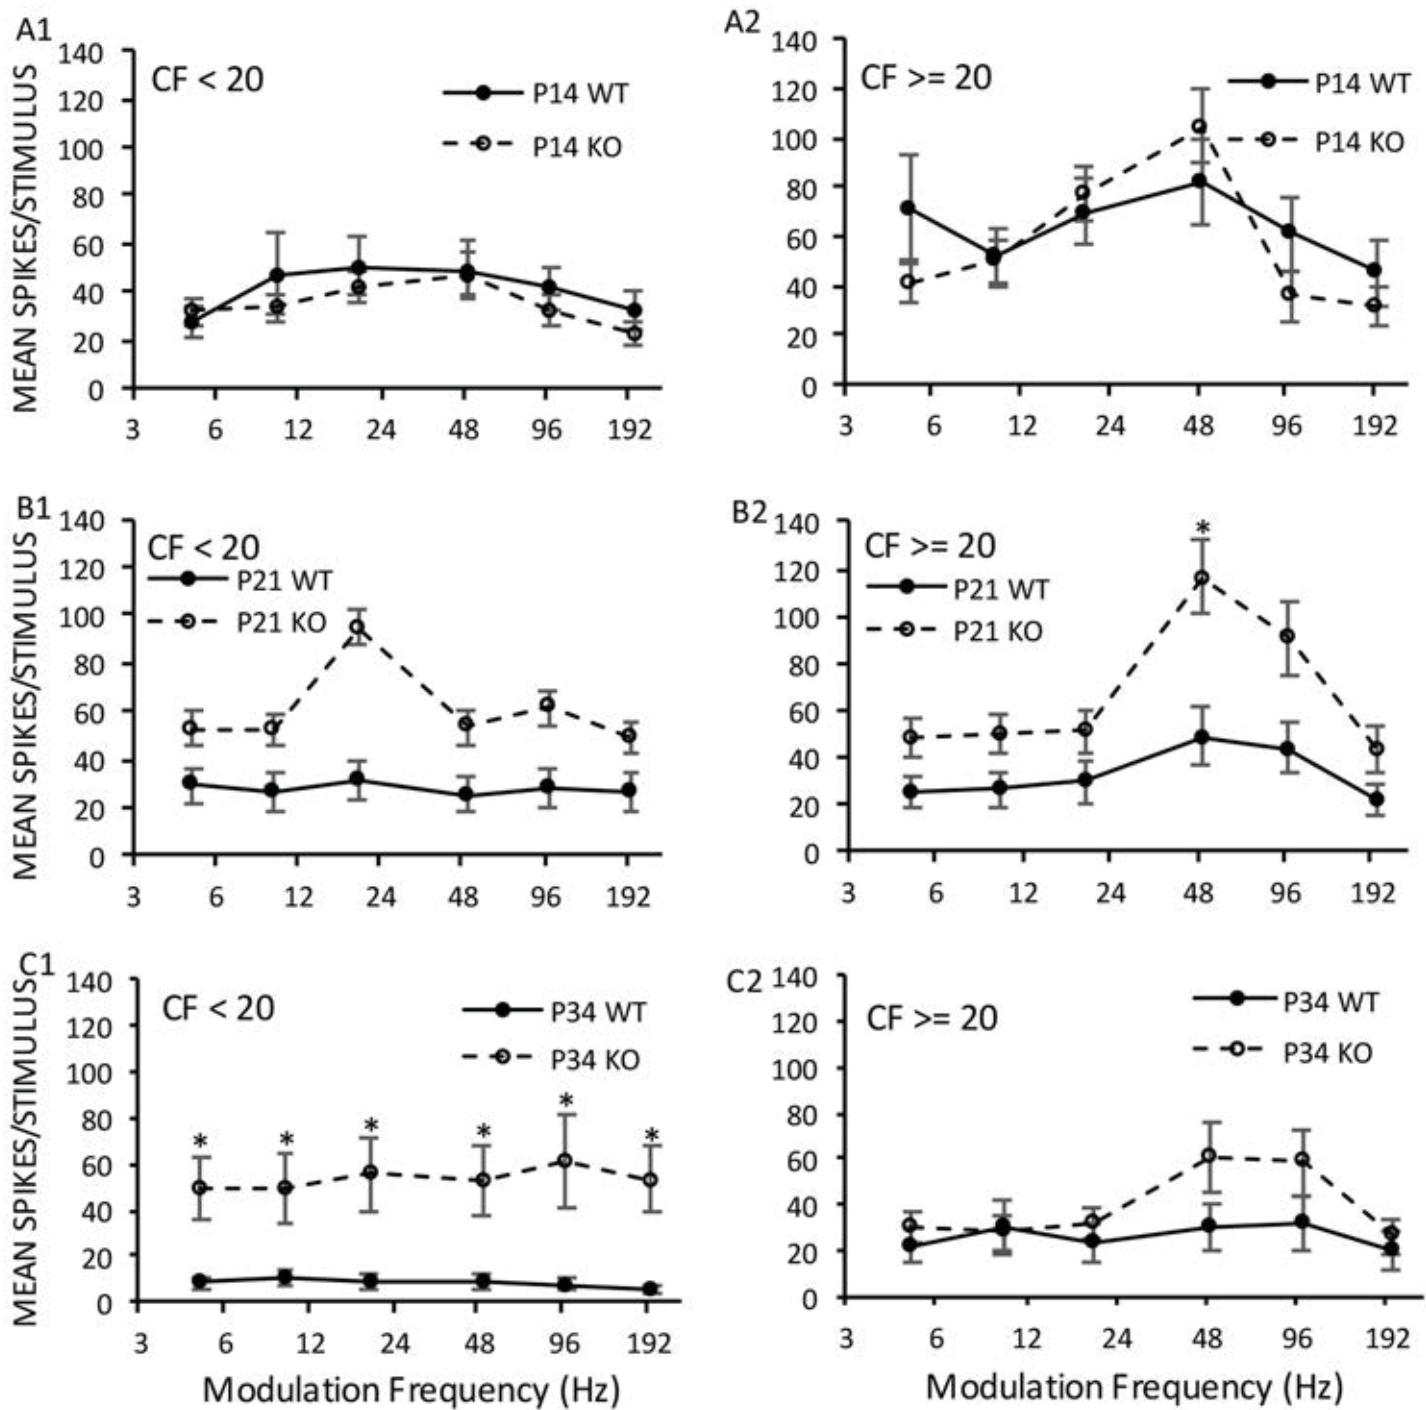 A1
MEAN SPIKES/STIMULUS
140
120
100
80
60
40
20
0
CF < 20
P14 WT
P14 KO
3 6 12 24 48 96 192
A2
140
120
100
80
60
40
20
0
CF >= 20
P14 WT
P14 KO
3 6 12 24 48 96 192
B1
MEAN SPIKES/STIMULUS
140
120
100
80
60
40
20
0
CF < 20
P21 WT
P21 KO
3 6 12 24 48 96 192
B2
140
120
100
80
60
40
20
0
*
CF >= 20
P21 WT
P21 KO
3 6 12 24 48 96 192
C1
MEAN SPIKES/STIMULUS
140
120
100
80
60
40
20
0
CF < 20
P34 WT
P34 KO
* * * * * *
3 6 12 24 48 96 192
Modulation Frequency (Hz)
C2
140
120
100
80
60
40
20
0
CF >= 20
P34 WT
P34 KO
3 6 12 24 48 96 192
Modulation Frequency (Hz)